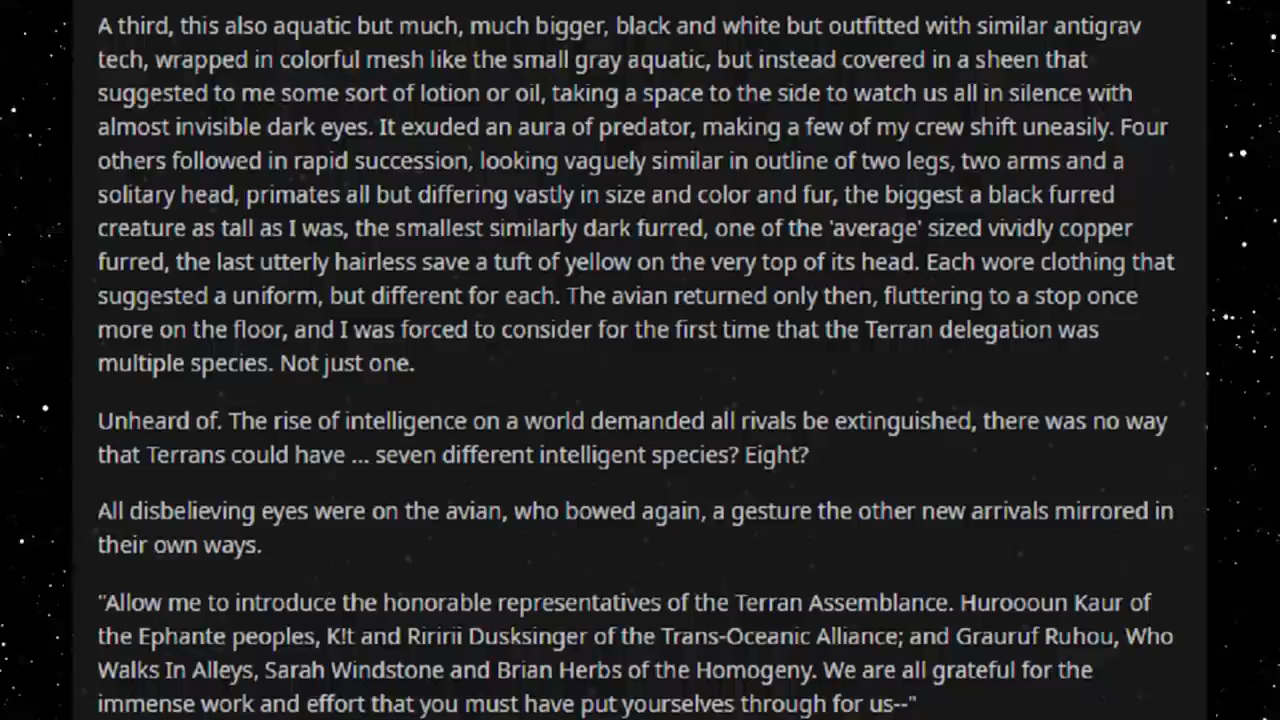 A third, this also aquatic but much, much bigger, black and white but outfitted with similar antigrav
tech, wrapped in colorful mesh like the small gray aquatic, but instead covered in a sheen that
suggested to me some sort of lotion or oil, taking a space to the side to watch us all in silence with
almost invisible dark eyes. It exuded an aura of predator, making a few of my crew shift uneasily. Four
others followed in rapid succession, looking vaguely similar in outline of two legs, two arms and a
solitary head, primates all but differing vastly in size and color and fur, the biggest a black furred
creature as tall as I was, the smallest similarly dark furred, one of the 'average' sized vividly copper
furred, the last utterly hairless save a tuft of yellow on the very top of its head. Each wore clothing that
suggested a uniform, but different for each. The avian returned only then, fluttering to a stop once
more on the floor, and I was forced to consider for the first time that the Terran delegation was
multiple species. Not just one.
Unheard of. The rise of intelligence on a world demanded all rivals be extinguished, there was no way
that Terrans could have ... seven different intelligent species? Eight?
All disbelieving eyes were on the avian, who bowed again, a gesture the other new arrivals mirrored in
their own ways.
"Allow me to introduce the honorable representatives of the Terran Assemblance. Huroooun Kaur of
the Ephante peoples, K!t and Riririi Dusksinger of the Trans-Oceanic Alliance; and Grauruf Ruhou, Who
Walks In Alleys, Sarah Windstone and Brian Herbs of the Homogeny. We are all grateful for the
immense work and effort that you must have put yourselves through for us--"